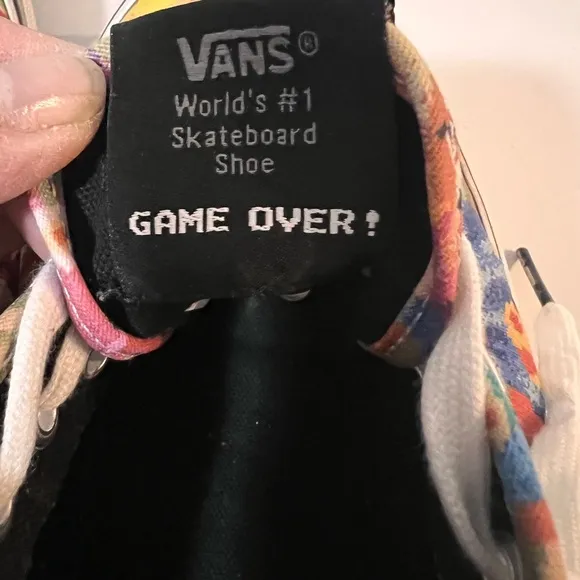 VANS®
World's #1
Skateboard
Shoe
GAME OVER!